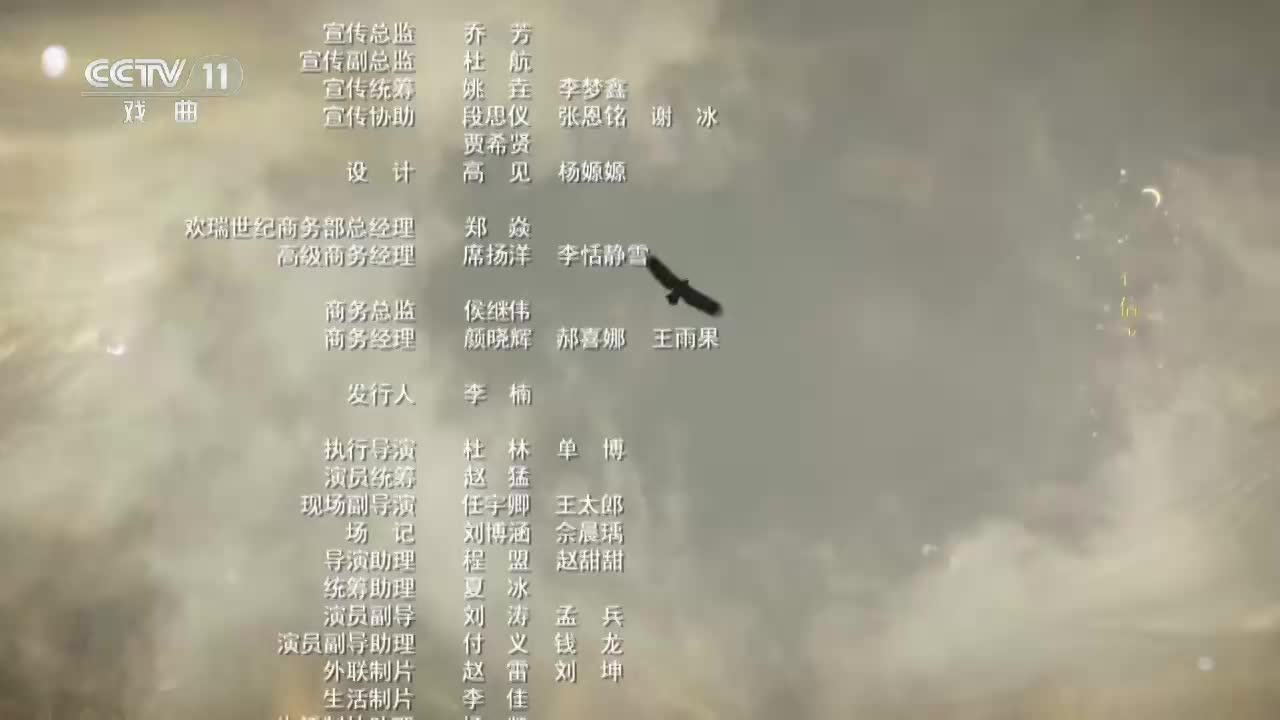 CCTV 11
戏 曲
宣传总监 乔 芳
宣传副总监 杜 航
宣传统筹 姚 垚 李梦鑫
宣传协助 段思仪 张恩铭 谢 冰
贾希贤
设 计 高 见 杨嫄嫄
欢瑞世纪商务部总经理 郑 焱
高级商务经理 席扬洋 李恬静雪
商务总监 侯继伟
商务经理 颜晓辉 郝喜娜 王雨果
发行人 李 楠
执行导演 杜 林 单 博
演员统筹 赵 猛
现场副导演 任宇卿 王太郎
场 记 刘博涵 佘晨瑀
导演助理 程 盟 赵甜甜
统筹助理 夏 冰
演员副导 刘 涛 孟 兵
演员副导助理 付 义 钱 龙
外联制片 赵 雷 刘 坤
生活制片 李 佳